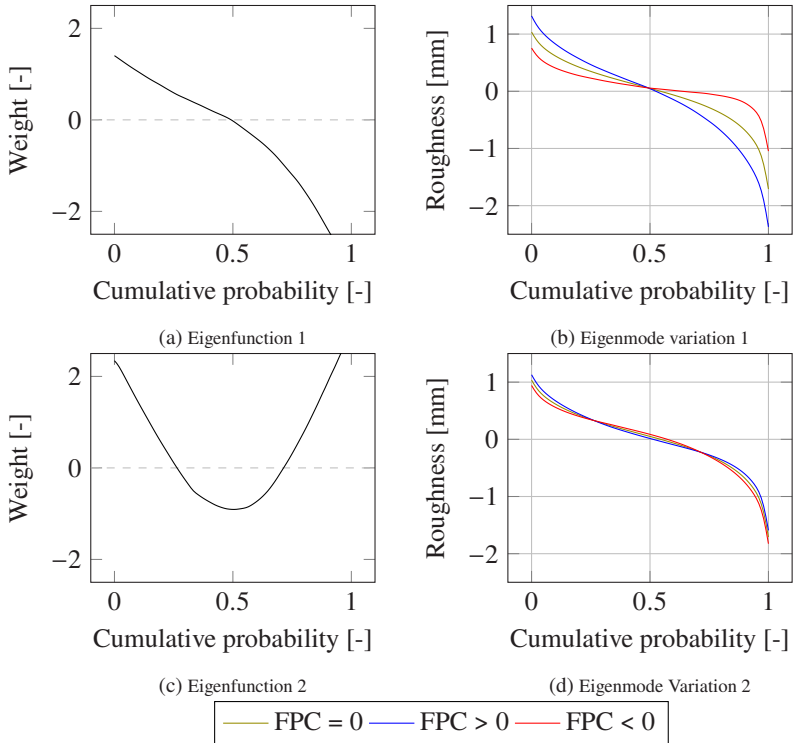 2
0
−2
Weight [-]
0
0.5
1
Cumulative probability [-]
(a) Eigenfunction 1
1
0
−1
−2
Roughness [mm]
0
0.5
1
Cumulative probability [-]
(b) Eigenmode variation 1
2
0
−2
Weight [-]
0
0.5
1
Cumulative probability [-]
(c) Eigenfunction 2
1
0
−1
−2
Roughness [mm]
0
0.5
1
Cumulative probability [-]
(d) Eigenmode Variation 2
FPC = 0 FPC > 0 FPC < 0